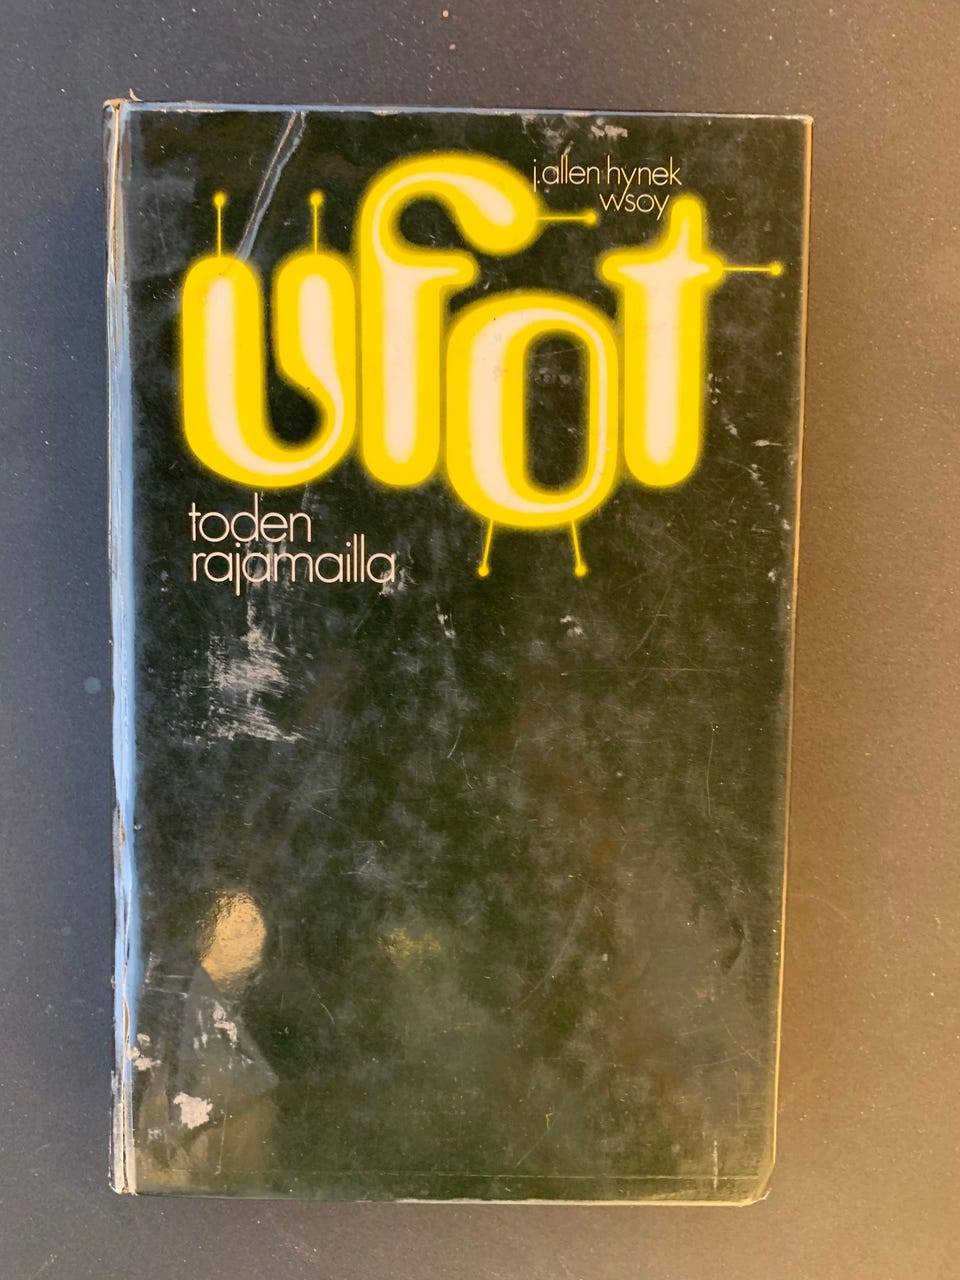 j. allen hynek
wsoy
ufot
toden
rajamailla